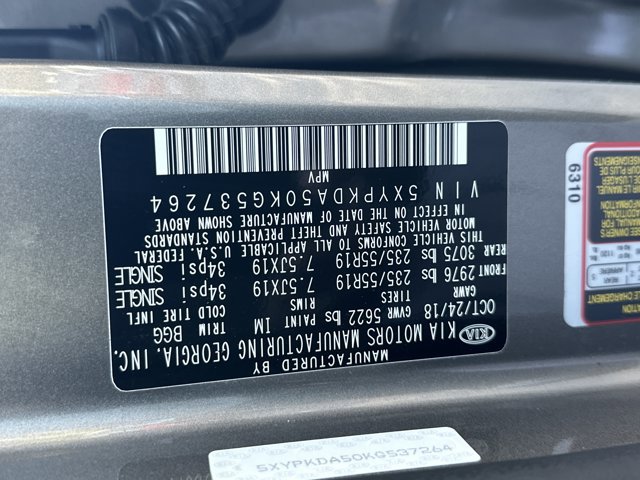 MANUFACTURED BY
KIA KIA MOTORS MANUFACTURING GEORGIA, INC.
OCT/24/18 GVWR 5622 lbs PAINT IM TRIM BGG
GAWR TIRES RIMS COLD TIRE INFL
FRONT 2976 lbs 235/55R19 7.5JX19 34psi SINGLE
REAR 3075 lbs 235/55R19 7.5JX19 34psi SINGLE
THIS VEHICLE CONFORMS TO ALL APPLICABLE U.S.A. FEDERAL
MOTOR VEHICLE SAFETY AND THEFT PREVENTION STANDARDS
IN EFFECT ON THE DATE OF MANUFACTURE SHOWN ABOVE.
VIN 5XYPKDA50KG537264
MPV
5XYPKDA50KG537264
6310